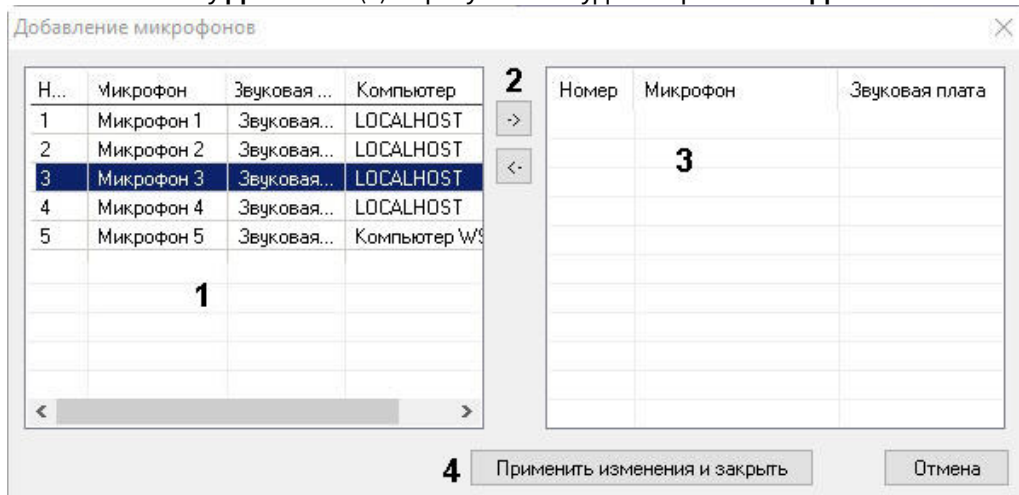 Добавление микрофонов
Н... Микрофон Звуковая ... Компьютер
1 Микрофон 1 Звуковая... LOCALHOST
2 Микрофон 2 Звуковая... LOCALHOST
3 Микрофон 3 Звуковая... LOCALHOST
4 Микрофон 4 Звуковая... LOCALHOST
5 Микрофон 5 Звуковая... Компьютер WS
1
2
->
<-
Номер Микрофон Звуковая плата
3
4 Применить изменения и закрыть Отмена